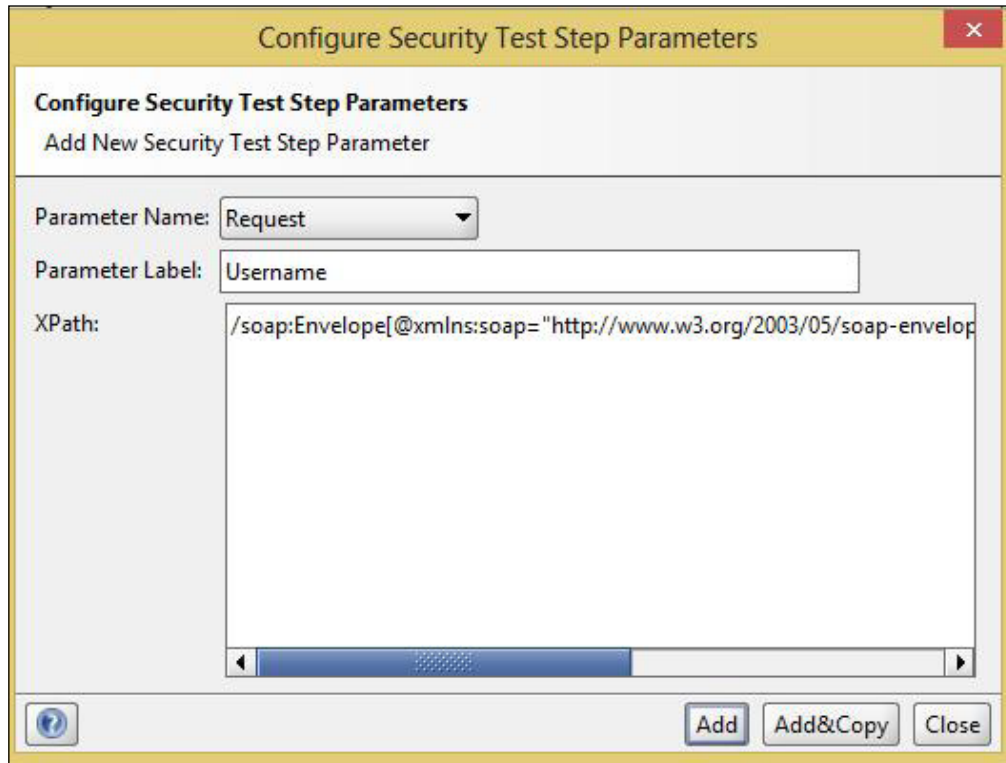 Configure Security Test Step Parameters
Configure Security Test Step Parameters
Add New Security Test Step Parameter
Parameter Name: Request
Parameter Label: Username
XPath: /soap:Envelope[@xmlns:soap="http://www.w3.org/2003/05/soap-envelop
Add Add&Copy Close